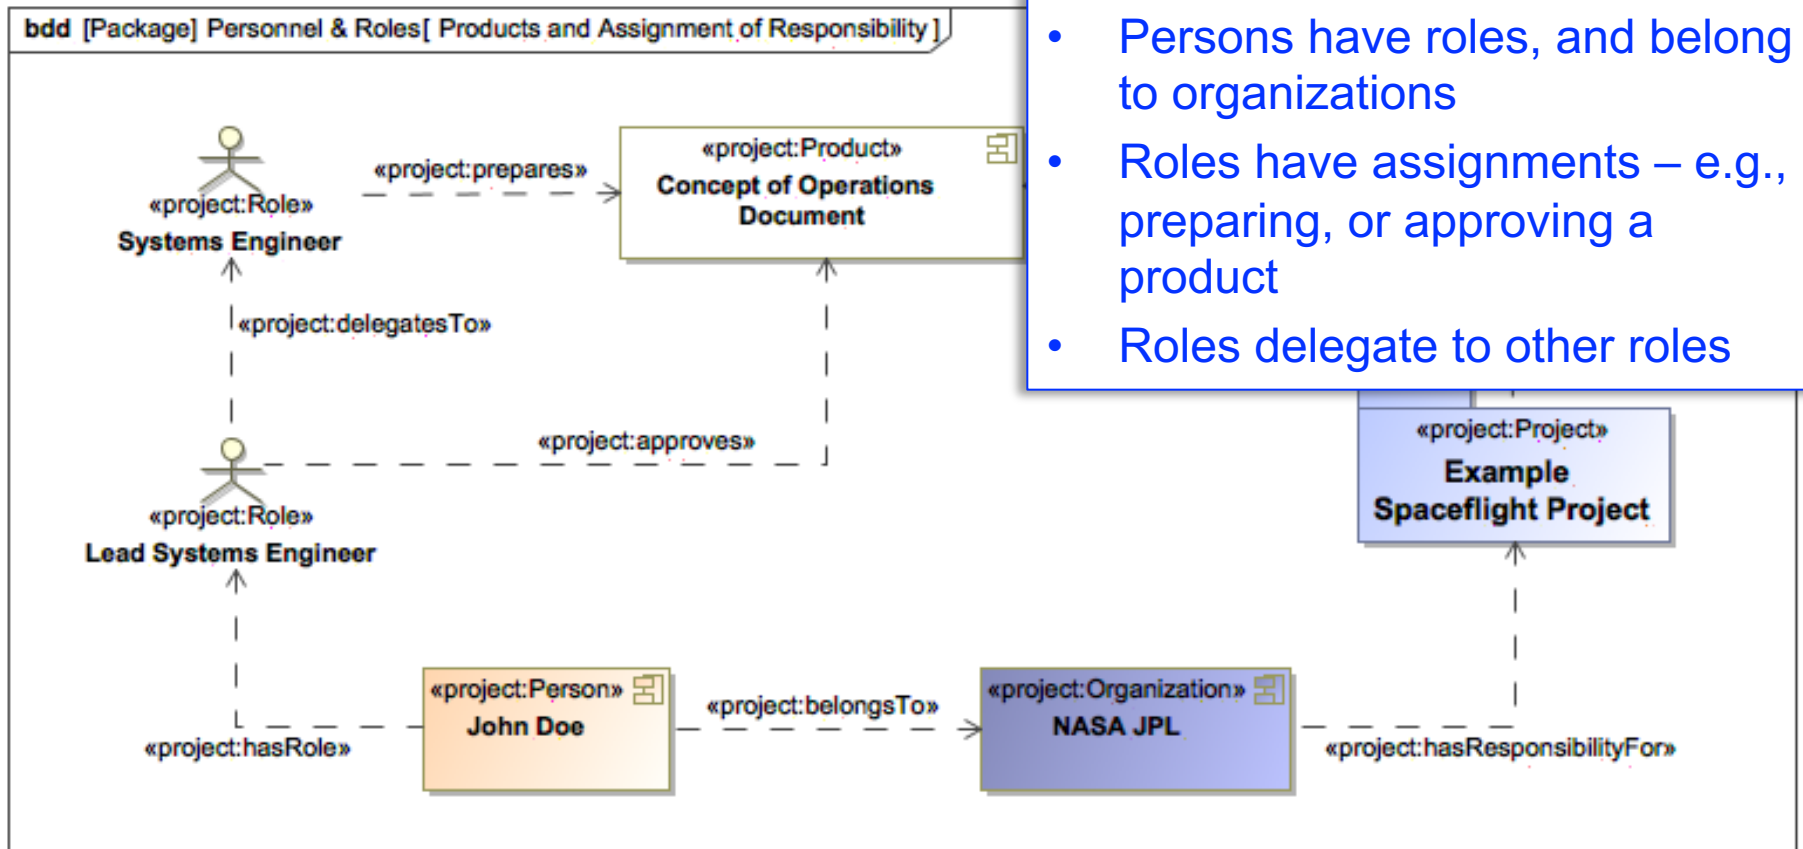 bdd [Package] Personnel & Roles[ Products and Assignment of Responsibility ]
• Persons have roles, and belong
to organizations
• Roles have assignments – e.g.,
preparing, or approving a
product
• Roles delegate to other roles
«project:Role»
Systems Engineer
«project:prepares»
«project:Product»
Concept of Operations
Document
«project:delegatesTo»
«project:approves»
«project:Role»
Lead Systems Engineer
«project:Project»
Example
Spaceflight Project
«project:hasRole»
«project:Person»
John Doe
«project:belongsTo»
«project:Organization»
NASA JPL
«project:hasResponsibilityFor»